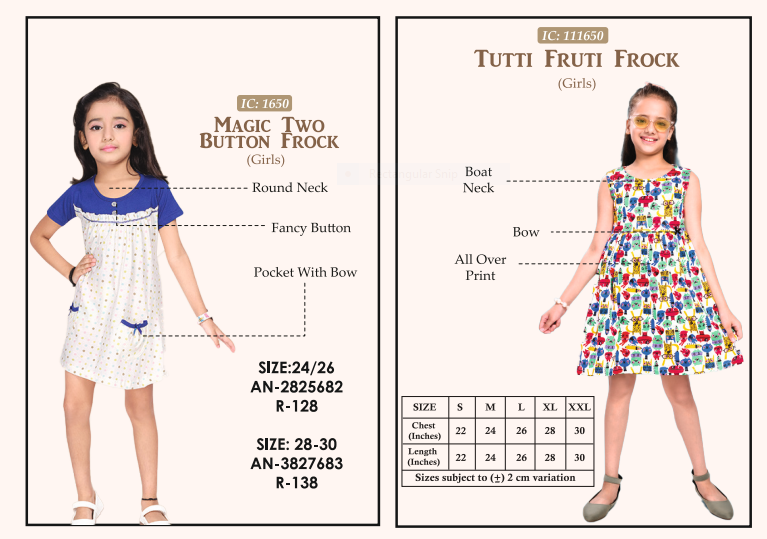 IC: 1650
Magic Two
Button Frock
(Girls)
Round Neck
Fancy Button
Pocket With Bow
SIZE:24/26
AN-2825682
R-128
SIZE: 28-30
AN-3827683
R-138
IC: 111650
Tutti Fruti Frock
(Girls)
Rectangular Snip
Boat
Neck
Bow
All Over
Print
SIZE S M L XL XXL
Chest
(Inches) 22 24 26 28 30
Length
(Inches) 22 24 26 28 30
Sizes subject to (±) 2 cm variation